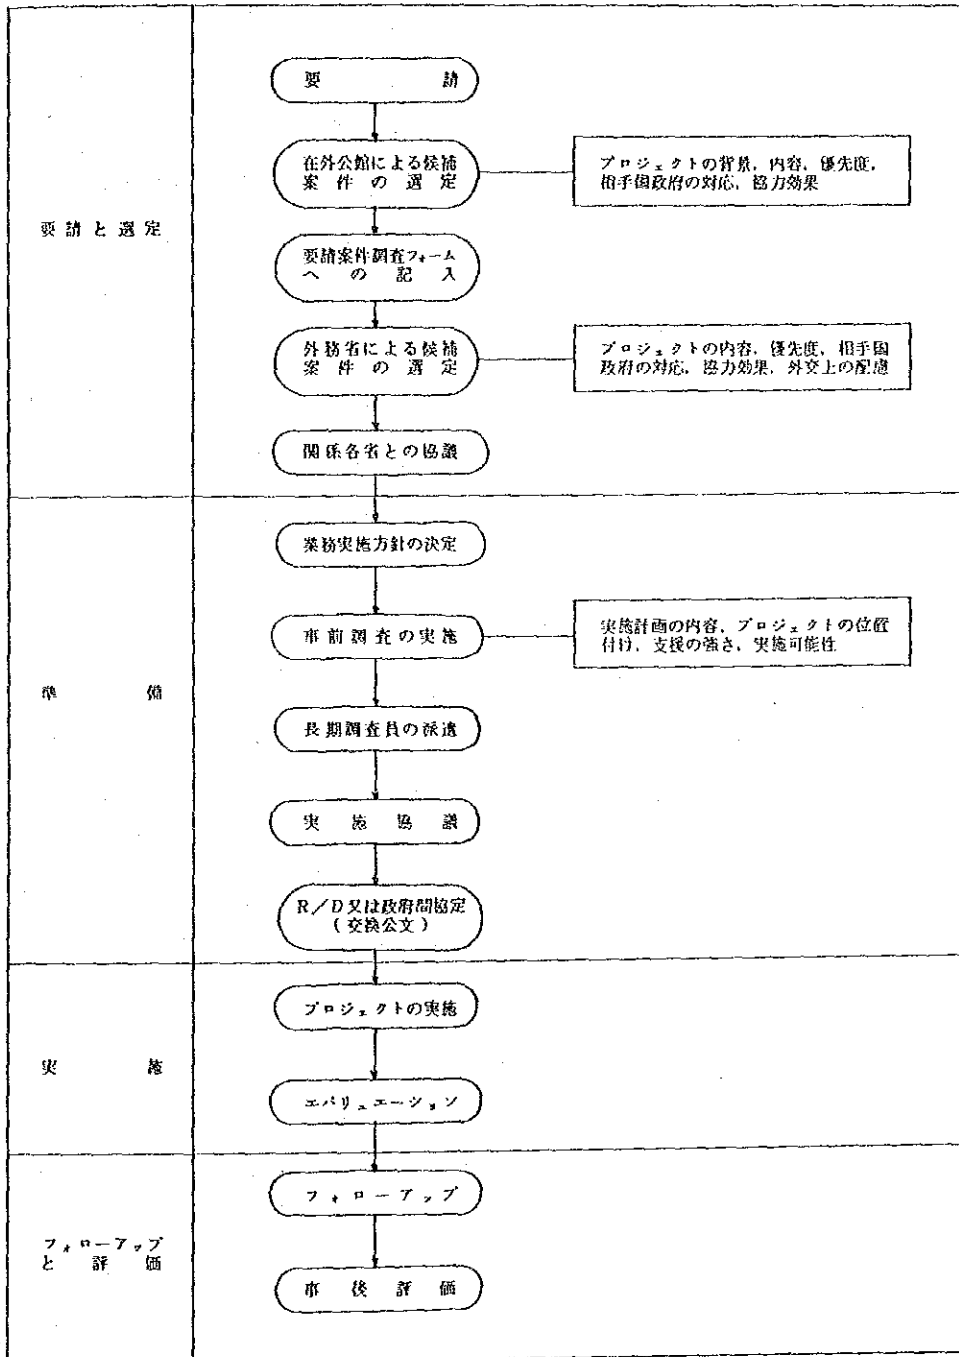 要請と選定
要請
在外公館による候補
案件の選定
プロジェクトの背景，内容，優先度，
相手国政府の対応，協力効果
要請案件調査フォーム
への記入
外務省による候補
案件の選定
プロジェクトの内容，優先度，相手国
政府の対応，協力効果，外交上の配慮
関係各省との協議
準備
業務実施方針の決定
事前調査の実施
実施計画の内容，プロジェクトの位置
付け，支援の強さ，実施可能性
長期調査員の派遣
実施協議
R／D又は政府間協定
(交換公文)
実施
プロジェクトの実施
エバリュエーション
フォローアップ
と評価
フォローアップ
事後評価